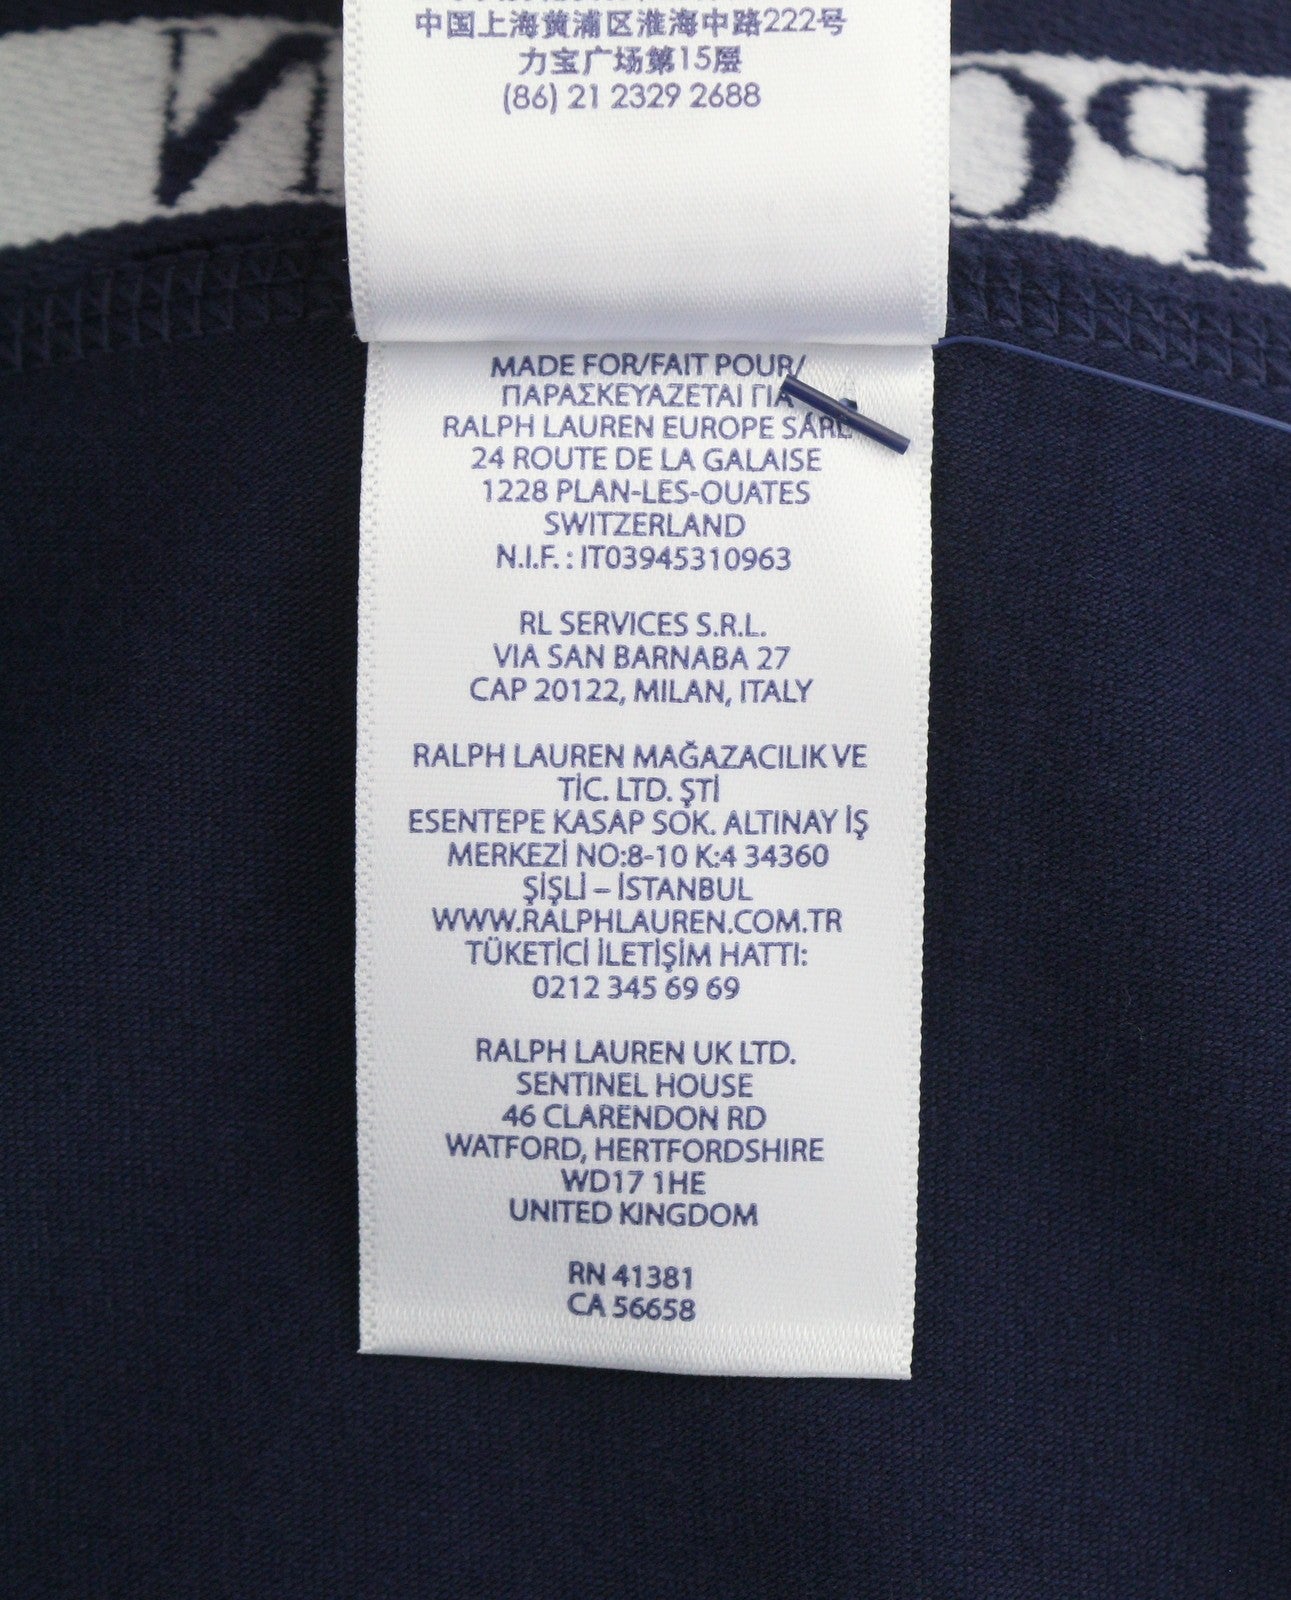 中国上海黄浦区淮海中路222号
力宝广场第15层
(86) 21 2329 2688
MADE FOR/FAIT POUR/
ΠΑΡΑΣΚΕΥΑΖΕΤΑΙ ΓΙΑ
RALPH LAUREN EUROPE SÀRL
24 ROUTE DE LA GALAISE
1228 PLAN-LES-OUATES
SWITZERLAND
N.I.F. : IT03945310963
RL SERVICES S.R.L.
VIA SAN BARNABA 27
CAP 20122, MILAN, ITALY
RALPH LAUREN MAĞAZACILIK VE
TİC. LTD. ŞTİ
ESENTEPE KASAP SOK. ALTINAY İŞ
MERKEZİ NO:8-10 K:4 34360
ŞİŞLİ – İSTANBUL
WWW.RALPHLAUREN.COM.TR
TÜKETİCİ İLETİŞİM HATTI:
0212 345 69 69
RALPH LAUREN UK LTD.
SENTINEL HOUSE
46 CLARENDON RD
WATFORD, HERTFORDSHIRE
WD17 1HE
UNITED KINGDOM
RN 41381
CA 56658